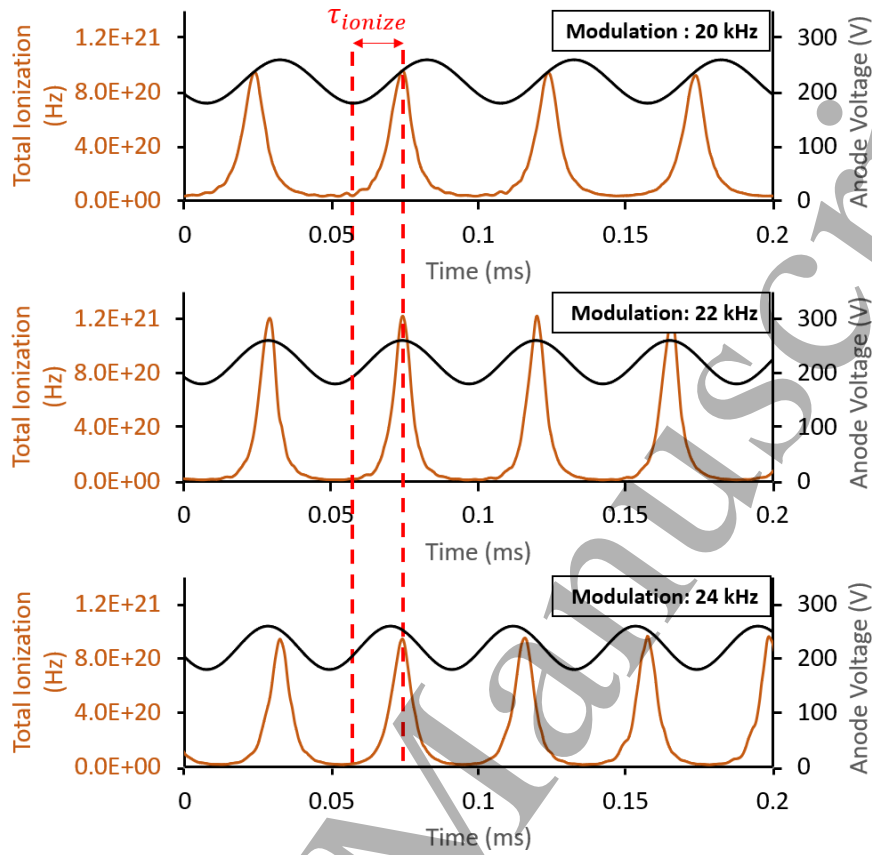 τ_ionize
Total Ionization
(Hz)
1.2E+21
8.0E+20
4.0E+20
0.0E+00
Modulation : 20 kHz
300
200
100
0
Anode Voltage (V)
0 0.05 0.1 0.15 0.2
Time (ms)
Total Ionization
(Hz)
1.2E+21
8.0E+20
4.0E+20
0.0E+00
Modulation: 22 kHz
300
200
100
0
Anode Voltage (V)
0 0.05 0.1 0.15 0.2
Time (ms)
Total Ionization
(Hz)
1.2E+21
8.0E+20
4.0E+20
0.0E+00
Modulation: 24 kHz
300
200
100
0
Anode Voltage (V)
0 0.05 0.1 0.15 0.2
Time (ms)
Manuscri